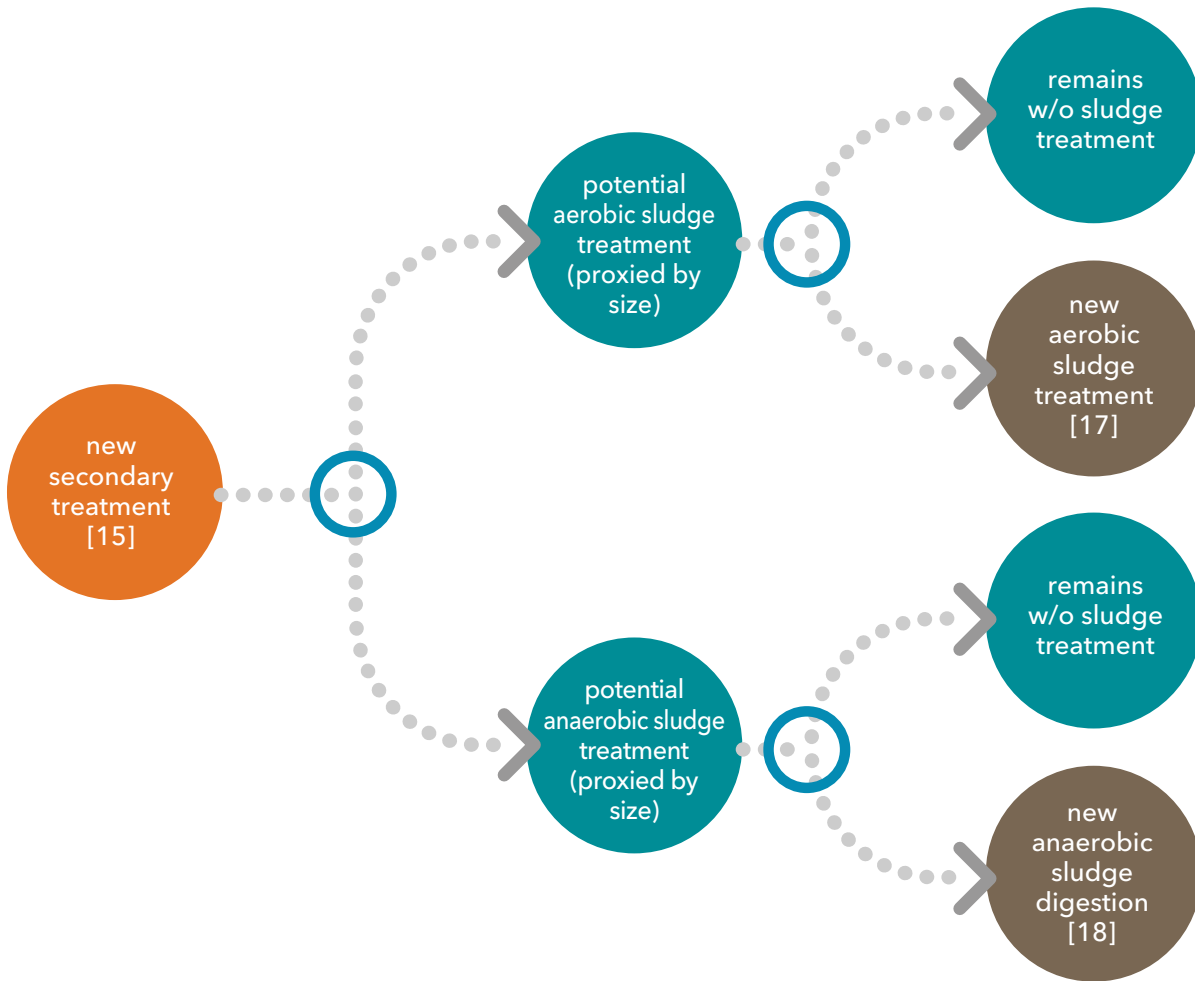 new
secondary
treatment
[15]
potential
aerobic sludge
treatment
(proxied by
size)
remains
w/o sludge
treatment
new
aerobic
sludge
treatment
[17]
potential
anaerobic sludge
treatment
(proxied by
size)
remains
w/o sludge
treatment
new
anaerobic
sludge
digestion
[18]